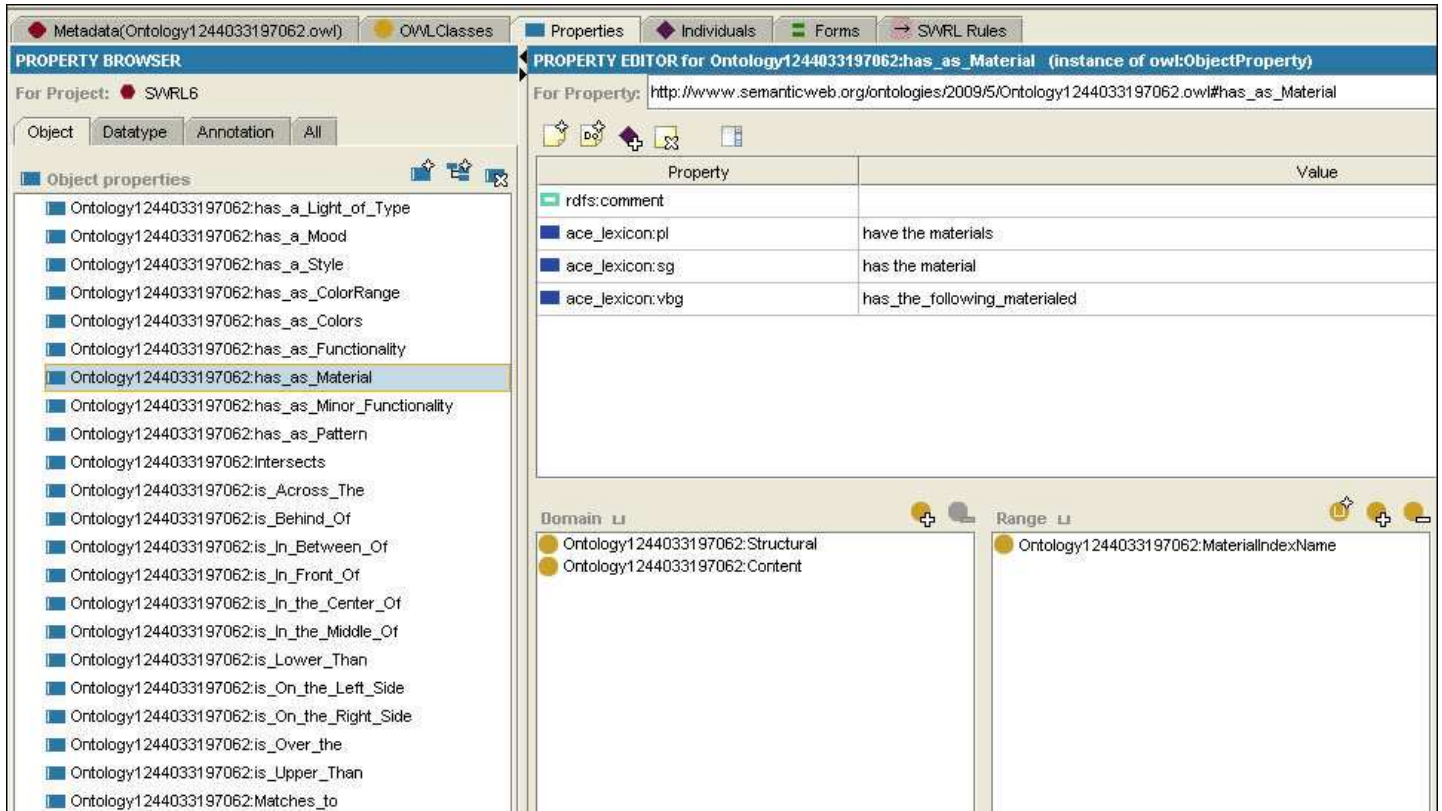 Metadata(Ontology1244033197062.owl) OWLClasses Properties Individuals Forms → SWRL Rules
PROPERTY BROWSER
For Project: SWRL6
Object Datatype Annotation All
Object properties
Ontology1244033197062:has_a_Light_of_Type
Ontology1244033197062:has_a_Mood
Ontology1244033197062:has_a_Style
Ontology1244033197062:has_as_ColorRange
Ontology1244033197062:has_as_Colors
Ontology1244033197062:has_as_Functionality
Ontology1244033197062:has_as_Material
Ontology1244033197062:has_as_Minor_Functionality
Ontology1244033197062:has_as_Pattern
Ontology1244033197062:Intersects
Ontology1244033197062:is_Across_The
Ontology1244033197062:is_Behind_Of
Ontology1244033197062:is_In_Between_Of
Ontology1244033197062:is_In_Front_Of
Ontology1244033197062:is_In_the_Center_Of
Ontology1244033197062:is_In_the_Middle_Of
Ontology1244033197062:is_Lower_Than
Ontology1244033197062:is_On_the_Left_Side
Ontology1244033197062:is_On_the_Right_Side
Ontology1244033197062:is_Over_the
Ontology1244033197062:is_Upper_Than
Ontology1244033197062:Matches_to
PROPERTY EDITOR for Ontology1244033197062:has_as_Material (instance of owl:ObjectProperty)
For Property: http://www.semanticweb.org/ontologies/2009/5/Ontology1244033197062.owl#has_as_Material
Property Value
rdfs:comment
ace_lexicon:pl have the materials
ace_lexicon:sg has the material
ace_lexicon:vbg has_the_following_materialed
Domain ⊔
Ontology1244033197062:Structural
Ontology1244033197062:Content
Range ⊔
Ontology1244033197062:MaterialIndexName